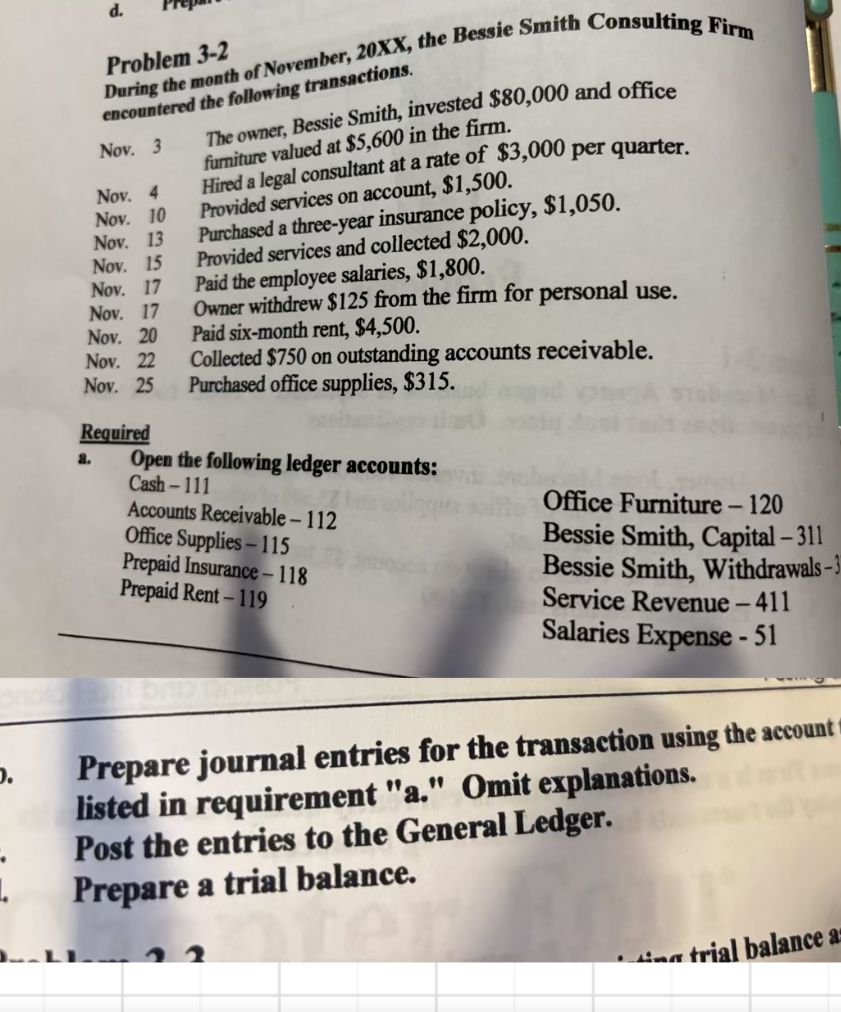 d.
Problem 3-2
During the month of November, 20XX, the Bessie Smith Consulting Firm
encountered the following transactions.
Nov. 3 The owner, Bessie Smith, invested $80,000 and office
furniture valued at $5,600 in the firm.
Nov. 4 Hired a legal consultant at a rate of $3,000 per quarter.
Nov. 10 Provided services on account, $1,500.
Nov. 13 Purchased a three-year insurance policy, $1,050.
Nov. 15 Provided services and collected $2,000.
Nov. 17 Paid the employee salaries, $1,800.
Nov. 17 Owner withdrew $125 from the firm for personal use.
Nov. 20 Paid six-month rent, $4,500.
Nov. 22 Collected $750 on outstanding accounts receivable.
Nov. 25 Purchased office supplies, $315.
Required
a. Open the following ledger accounts:
Cash – 111
Accounts Receivable – 112
Office Supplies – 115
Prepaid Insurance – 118
Prepaid Rent – 119
Office Furniture – 120
Bessie Smith, Capital – 311
Bessie Smith, Withdrawals - 3
Service Revenue – 411
Salaries Expense - 51
Prepare journal entries for the transaction using the account
listed in requirement "a." Omit explanations.
Post the entries to the General Ledger.
Prepare a trial balance.
trial balance